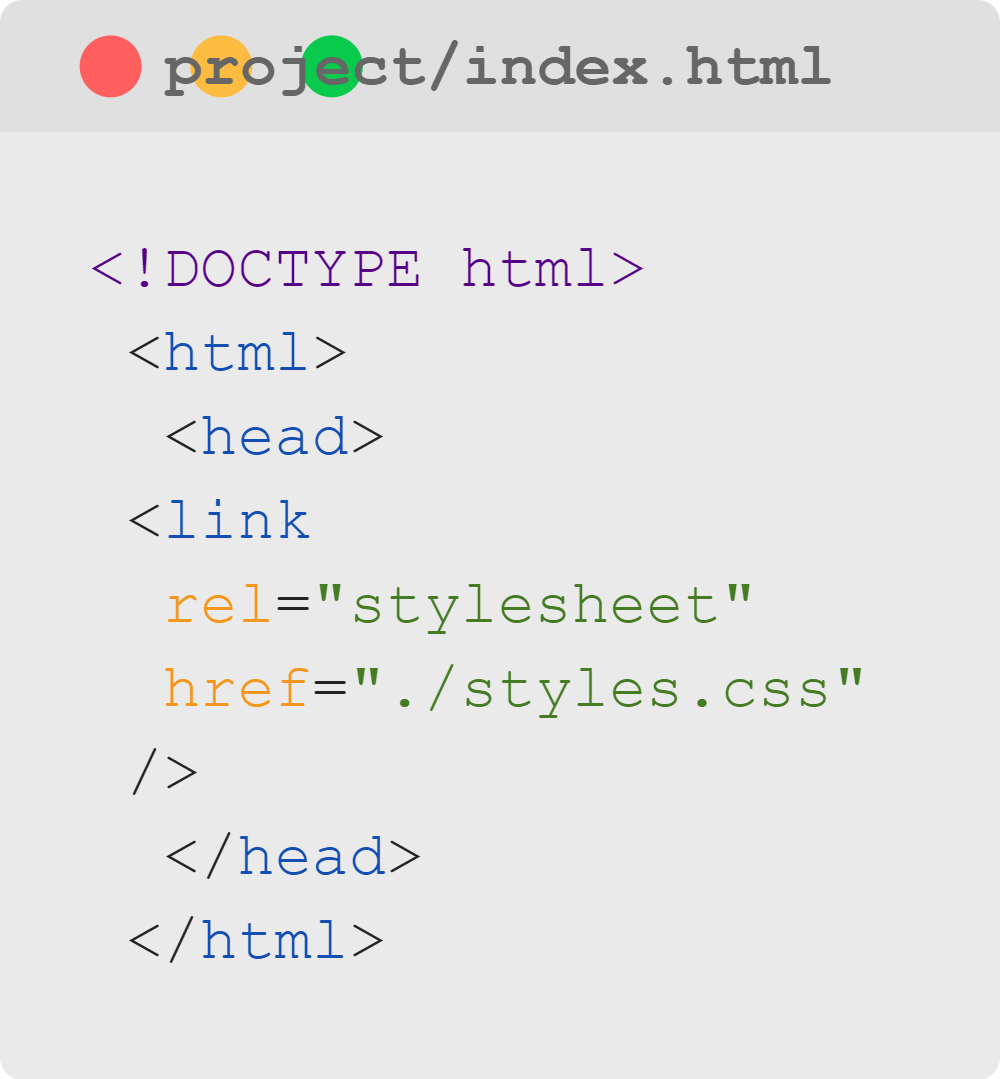 project/index.html
<!DOCTYPE html>
 <html>
  <head>
 <link
  rel="stylesheet"
  href="./styles.css"
 />
  </head>
 </html>